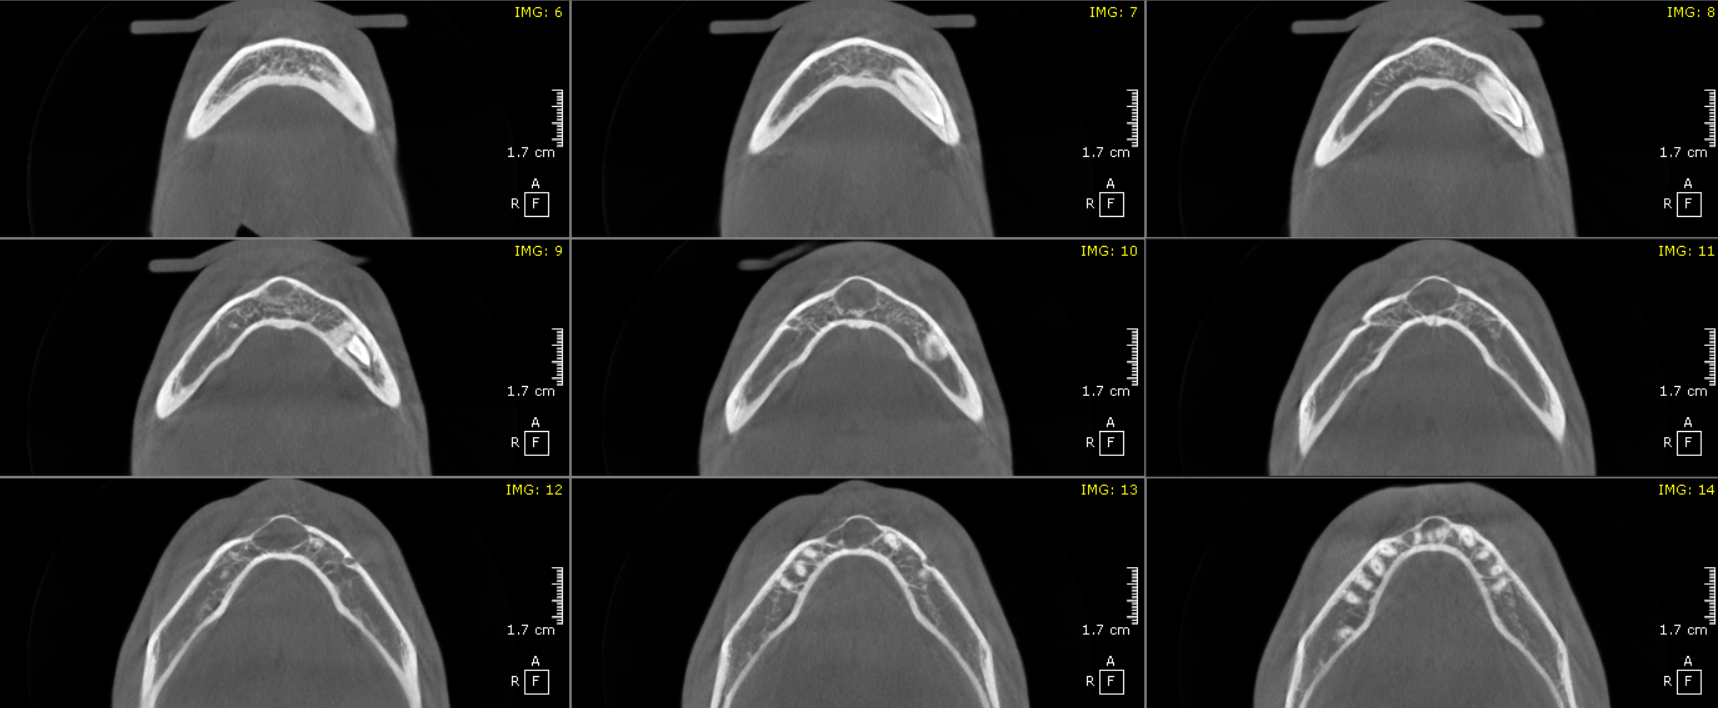 IMG: 6
1.7 cm
A
R F
IMG: 7
1.7 cm
A
R F
IMG: 8
1.7 cm
A
R F
IMG: 9
1.7 cm
A
R F
IMG: 10
1.7 cm
A
R F
IMG: 11
1.7 cm
A
R F
IMG: 12
1.7 cm
A
R F
IMG: 13
1.7 cm
A
R F
IMG: 14
1.7 cm
A
R F